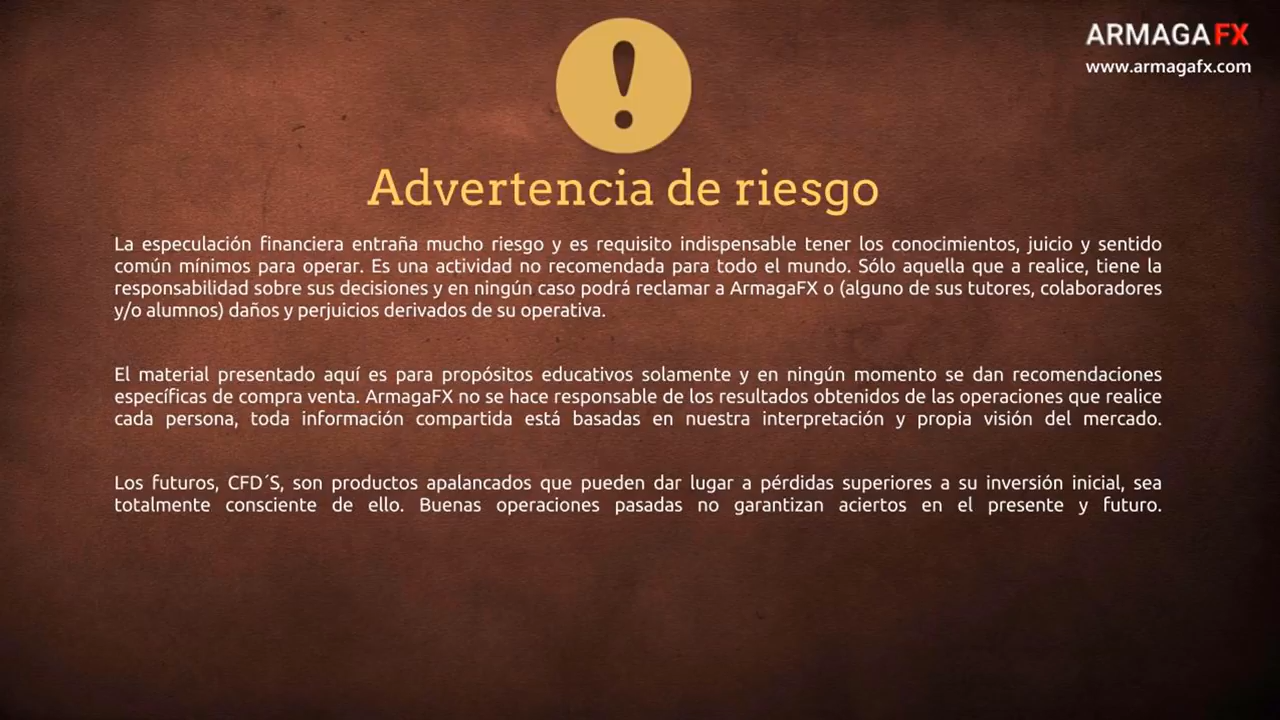 ARMAGAFX
www.armagafx.com
Advertencia de riesgo
La especulación financiera entraña mucho riesgo y es requisito indispensable tener los conocimientos, juicio y sentido
común mínimos para operar. Es una actividad no recomendada para todo el mundo. Sólo aquella que a realice, tiene la
responsabilidad sobre sus decisiones y en ningún caso podrá reclamar a ArmagaFX o (alguno de sus tutores, colaboradores
y/o alumnos) daños y perjuicios derivados de su operativa.
El material presentado aquí es para propósitos educativos solamente y en ningún momento se dan recomendaciones
específicas de compra venta. ArmagaFX no se hace responsable de los resultados obtenidos de las operaciones que realice
cada persona, toda información compartida está basadas en nuestra interpretación y propia visión del mercado.
Los futuros, CFD´S, son productos apalancados que pueden dar lugar a pérdidas superiores a su inversión inicial, sea
totalmente consciente de ello. Buenas operaciones pasadas no garantizan aciertos en el presente y futuro.